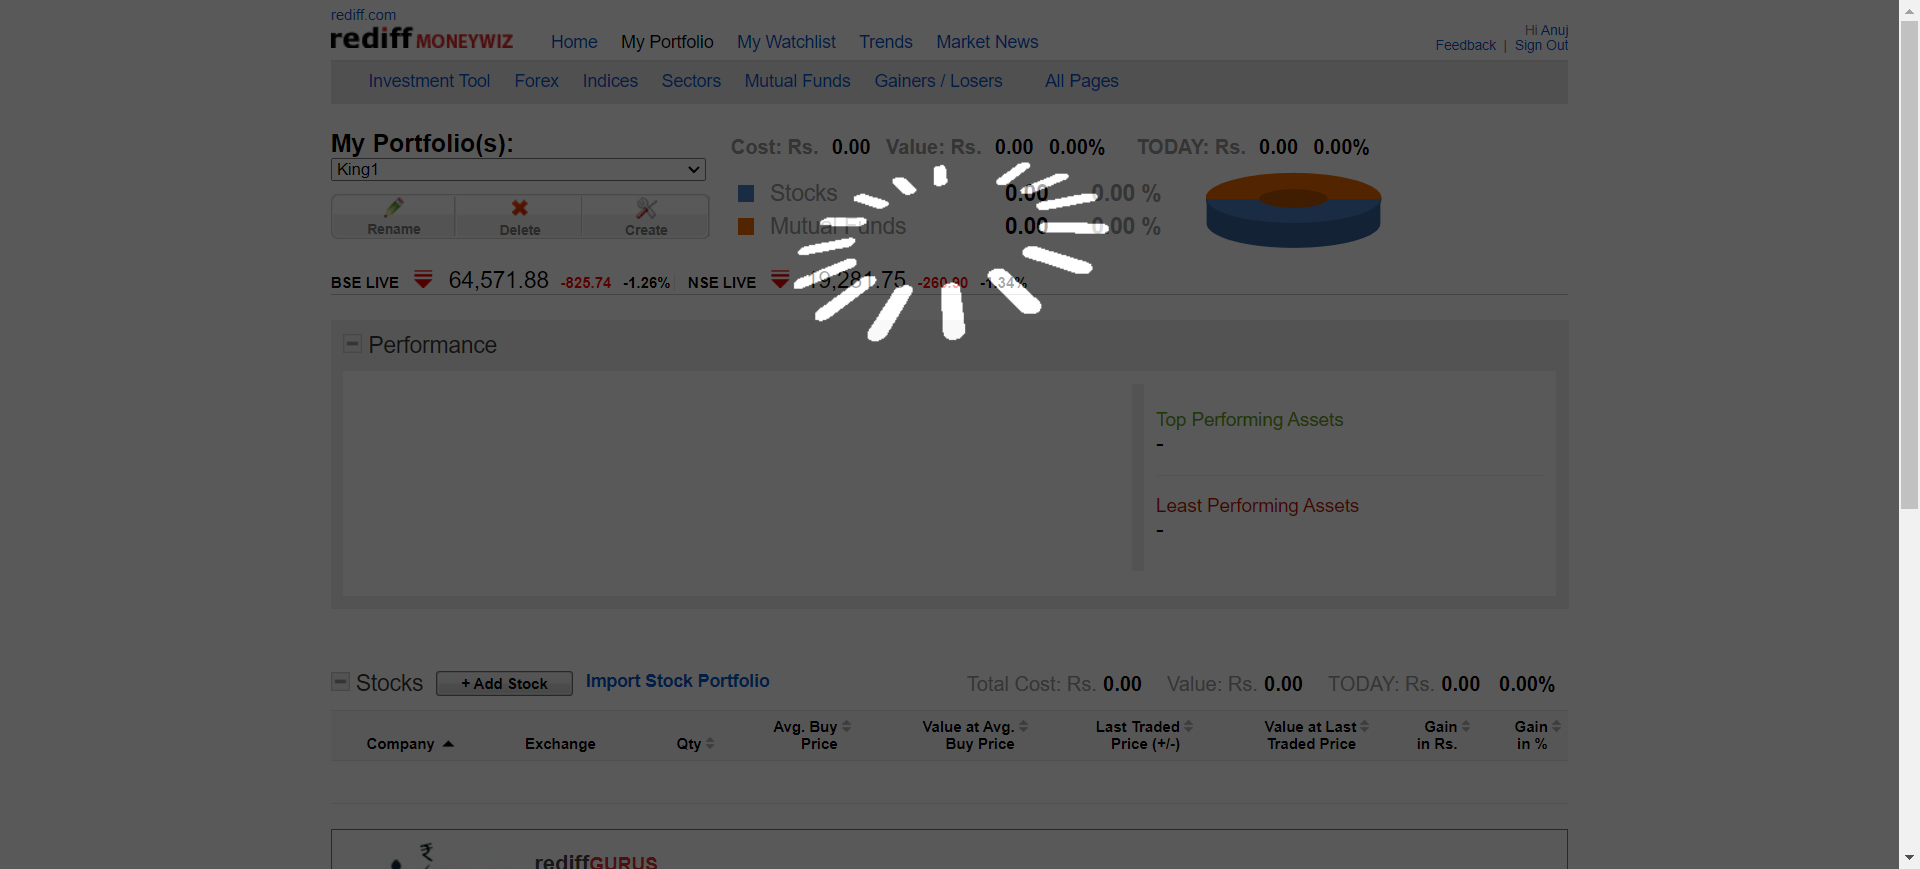 rediff.com
rediff MONEYWIZ Home My Portfolio My Watchlist Trends Market News
Hi Anuj
Feedback | Sign Out
Investment Tool Forex Indices Sectors Mutual Funds Gainers / Losers All Pages
My Portfolio(s):
King1
Rename Delete Create
Cost: Rs. 0.00 Value: Rs. 0.00 0.00% TODAY: Rs. 0.00 0.00%
Stocks 0.00 0.00 %
Mutual Funds 0.00 0.00 %
BSE LIVE 64,571.88 -825.74 -1.26% NSE LIVE 19,281.75 -260.90 -1.34%
Performance
Top Performing Assets
-
Least Performing Assets
-
Stocks + Add Stock Import Stock Portfolio Total Cost: Rs. 0.00 Value: Rs. 0.00 TODAY: Rs. 0.00 0.00%
Company Exchange Qty Avg. Buy Price Value at Avg. Buy Price Last Traded Price (+/-) Value at Last Traded Price Gain in Rs. Gain in %
₹
rediffGURUS